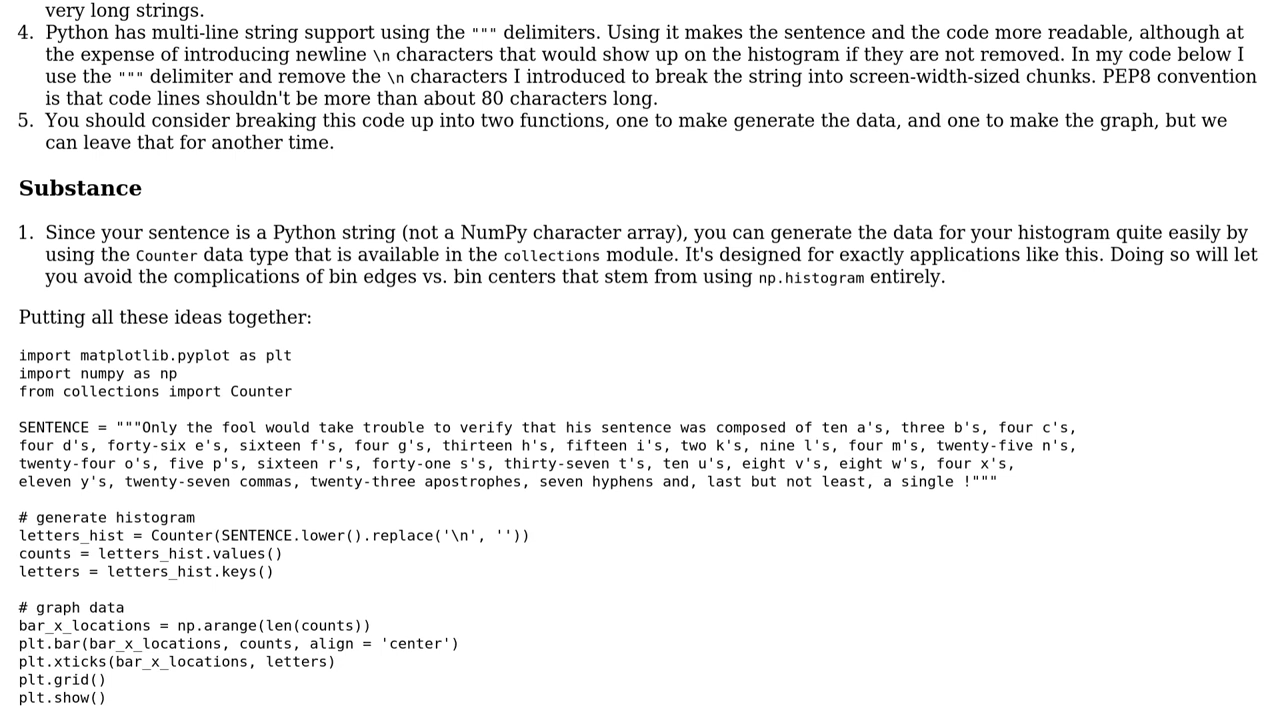 very long strings.
4. Python has multi-line string support using the """ delimiters. Using it makes the sentence and the code more readable, although at
the expense of introducing newline \n characters that would show up on the histogram if they are not removed. In my code below I
use the """ delimiter and remove the \n characters I introduced to break the string into screen-width-sized chunks. PEP8 convention
is that code lines shouldn't be more than about 80 characters long.
5. You should consider breaking this code up into two functions, one to make generate the data, and one to make the graph, but we
can leave that for another time.
Substance
1. Since your sentence is a Python string (not a NumPy character array), you can generate the data for your histogram quite easily by
using the Counter data type that is available in the collections module. It's designed for exactly applications like this. Doing so will let
you avoid the complications of bin edges vs. bin centers that stem from using np.histogram entirely.
Putting all these ideas together:
import matplotlib.pyplot as plt
import numpy as np
from collections import Counter
SENTENCE = """Only the fool would take trouble to verify that his sentence was composed of ten a's, three b's, four c's,
four d's, forty-six e's, sixteen f's, four g's, thirteen h's, fifteen i's, two k's, nine l's, four m's, twenty-five n's,
twenty-four o's, five p's, sixteen r's, forty-one s's, thirty-seven t's, ten u's, eight v's, eight w's, four x's,
eleven y's, twenty-seven commas, twenty-three apostrophes, seven hyphens and, last but not least, a single !"""
# generate histogram
letters_hist = Counter(SENTENCE.lower().replace('\n', ''))
counts = letters_hist.values()
letters = letters_hist.keys()
# graph data
bar_x_locations = np.arange(len(counts))
plt.bar(bar_x_locations, counts, align = 'center')
plt.xticks(bar_x_locations, letters)
plt.grid()
plt.show()